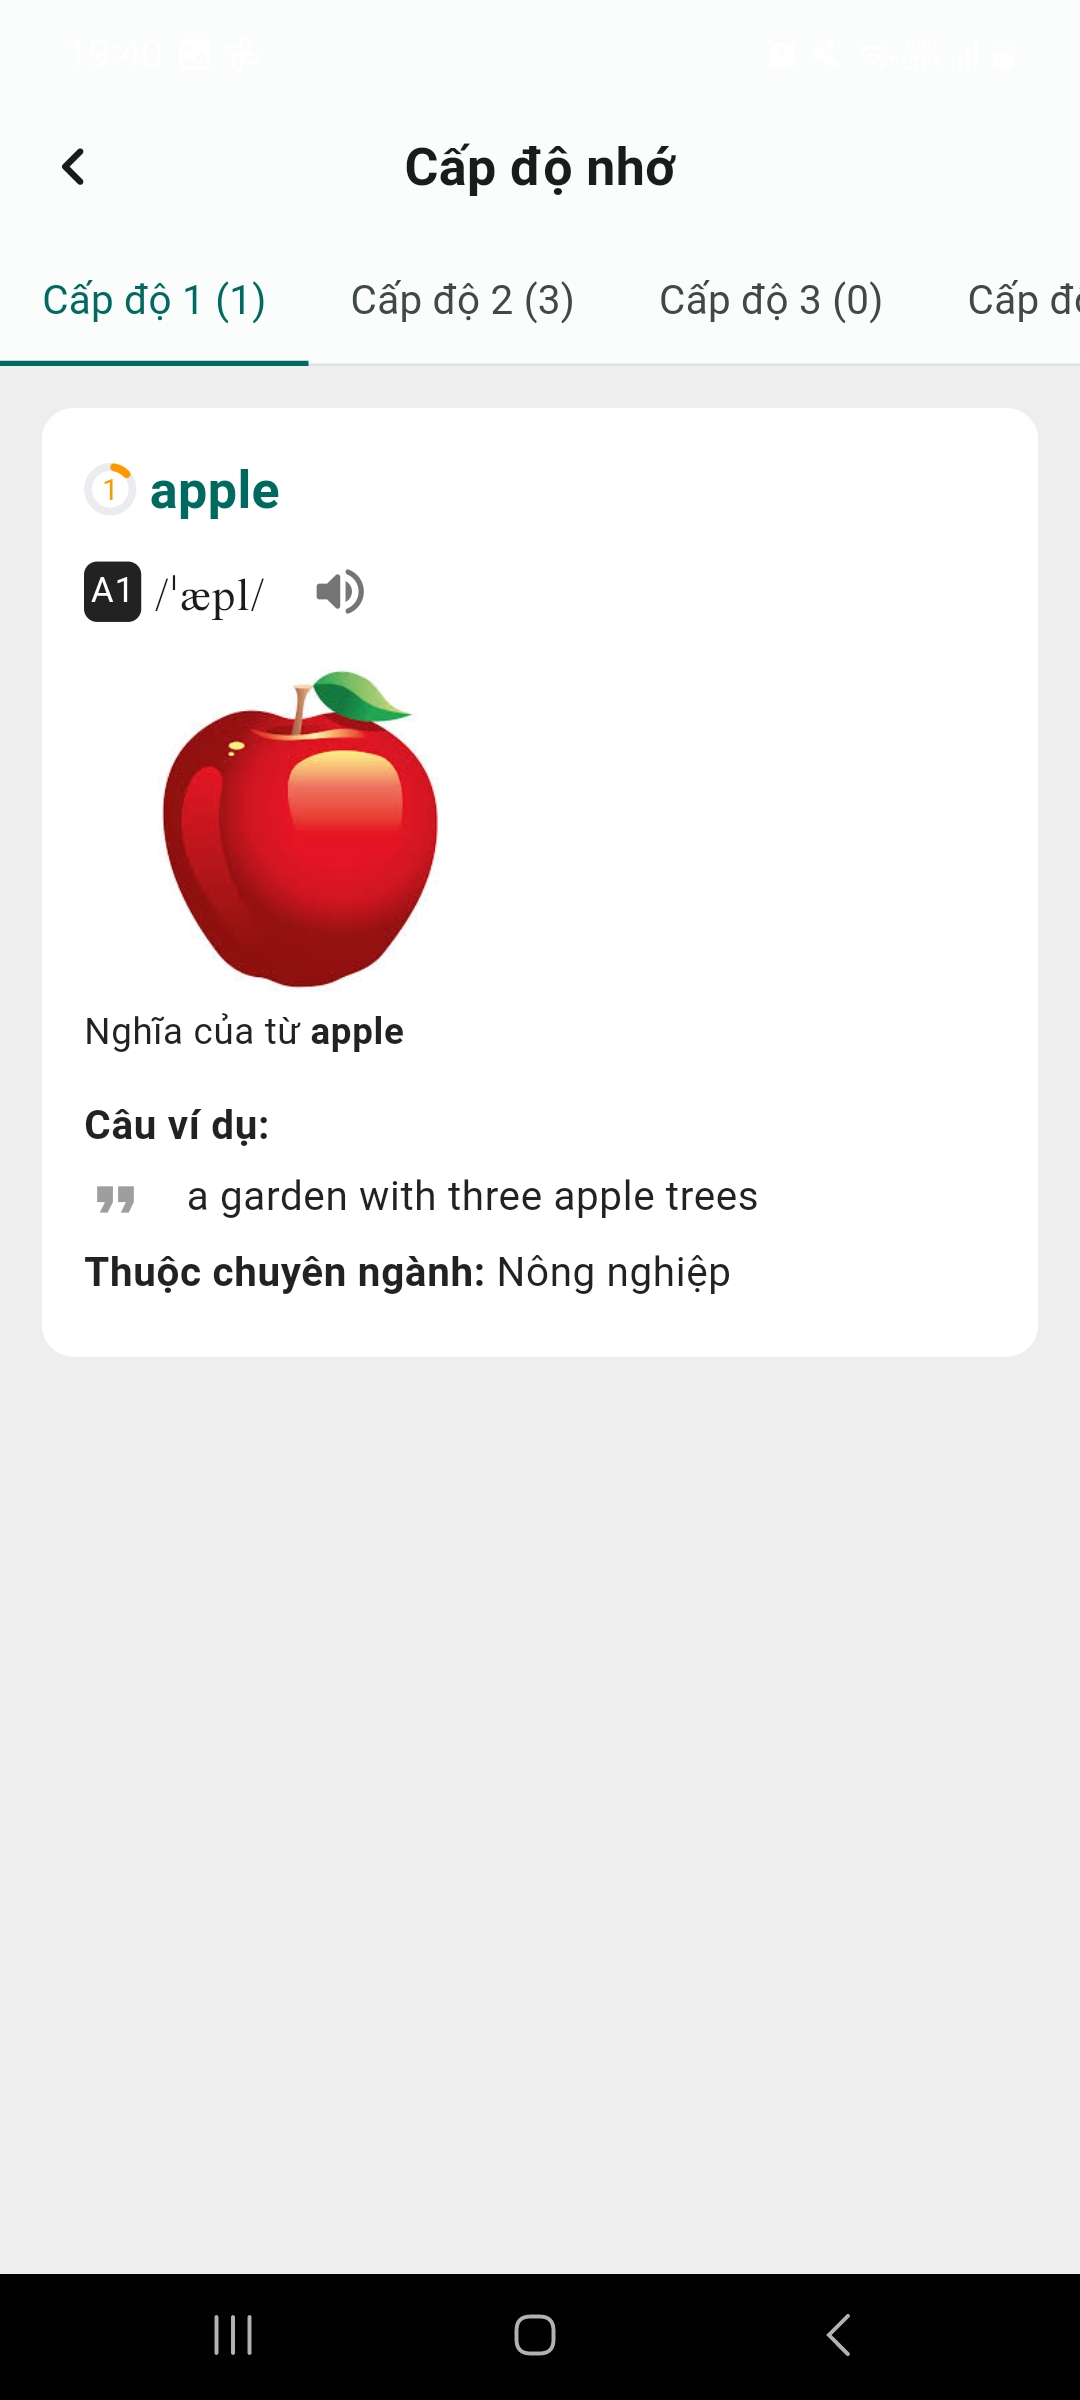 19:40
Cấp độ nhớ
Cấp độ 1 (1) Cấp độ 2 (3) Cấp độ 3 (0) Cấp
1 apple
A1 /ˈæpl/
Nghĩa của từ apple
Câu ví dụ:
a garden with three apple trees
Thuộc chuyên ngành: Nông nghiệp